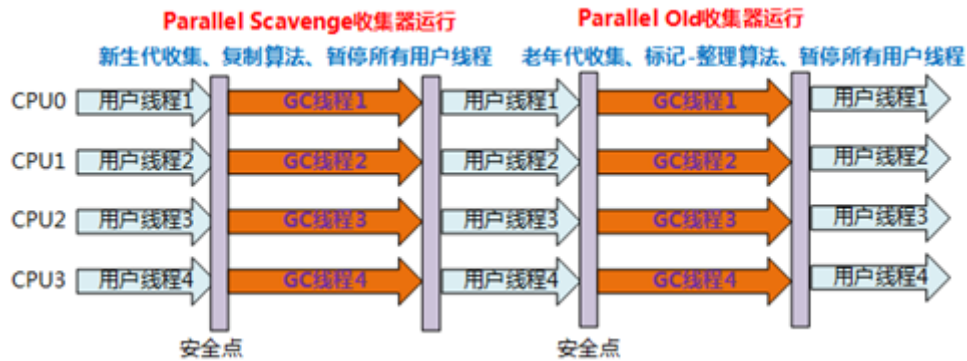 Parallel Scavenge收集器运行 Parallel Old收集器运行
新生代收集、复制算法、暂停所有用户线程 老年代收集、标记-整理算法、暂停所有用户线程
CPU0 用户线程1 GC线程1 用户线程1 GC线程1 用户线程1
CPU1 用户线程2 GC线程2 用户线程2 GC线程2 用户线程2
CPU2 用户线程3 GC线程3 用户线程3 GC线程3 用户线程3
CPU3 用户线程4 GC线程4 用户线程4 GC线程4 用户线程4
安全点 安全点